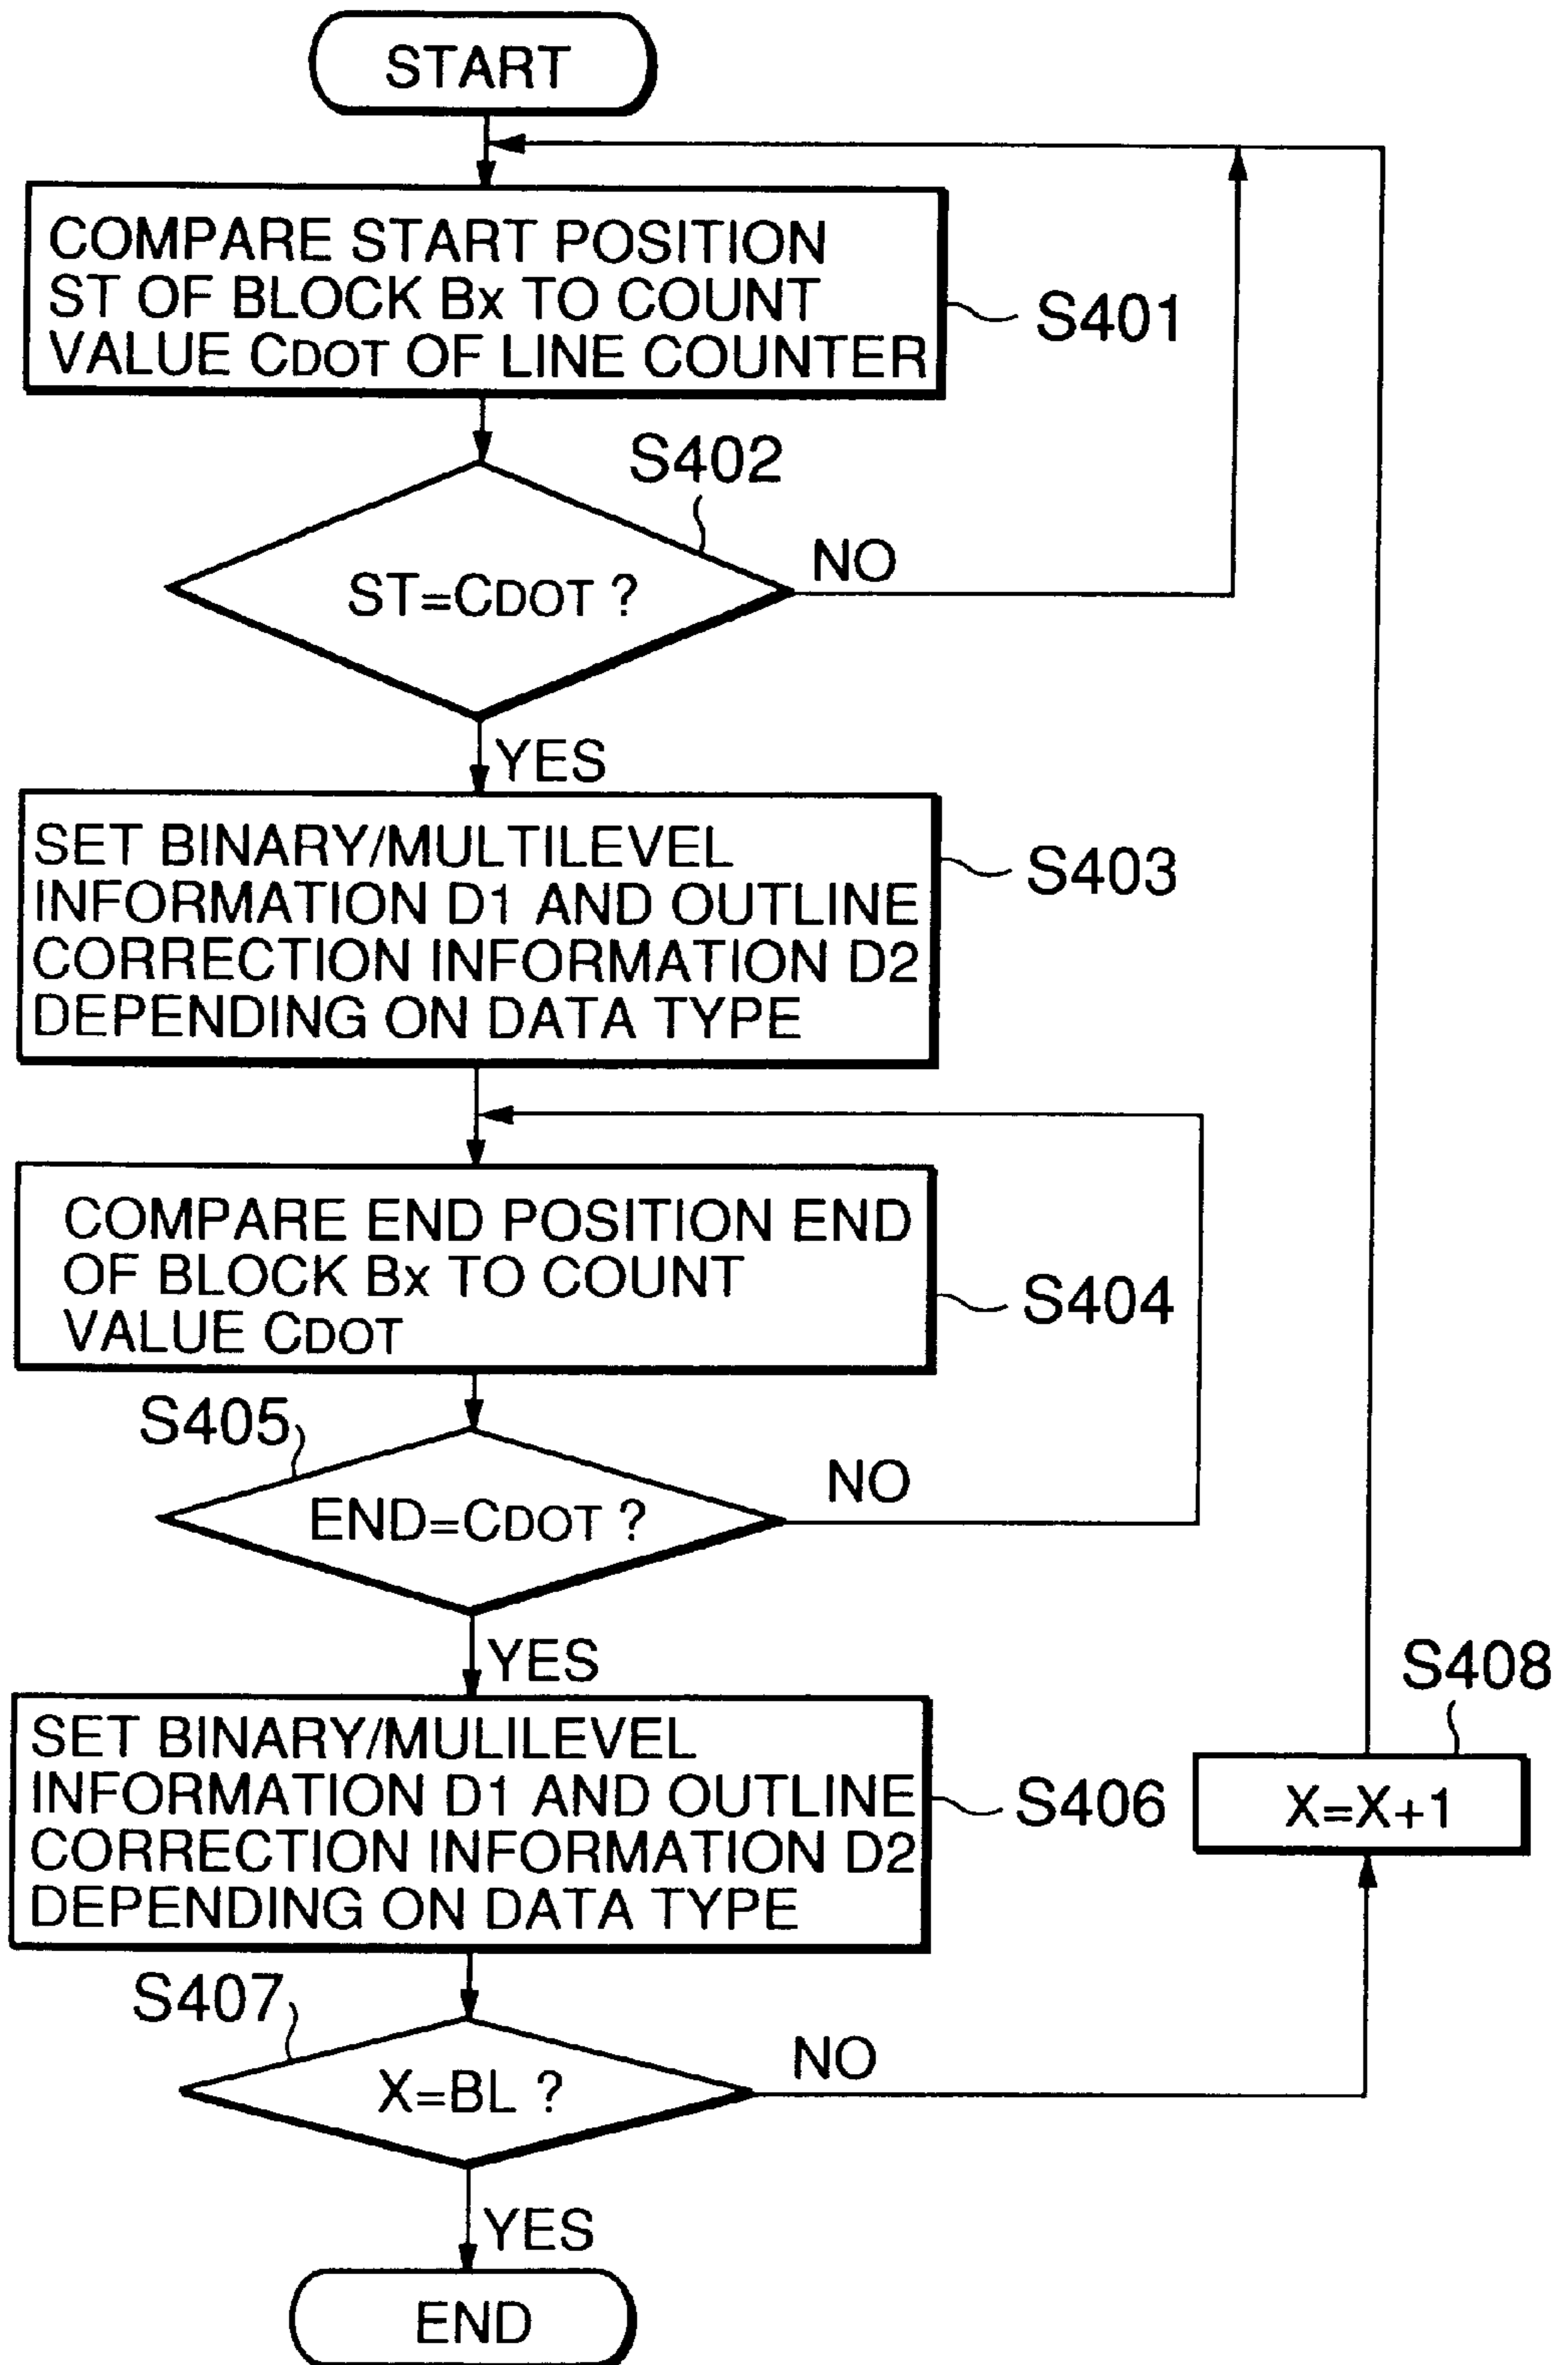 START
COMPARE START POSITION
ST OF BLOCK Bx TO COUNT
VALUE CDOT OF LINE COUNTER
S401
S402
ST=CDOT ?
NO
YES
SET BINARY/MULTILEVEL
INFORMATION D1 AND OUTLINE
CORRECTION INFORMATION D2
DEPENDING ON DATA TYPE
S403
COMPARE END POSITION END
OF BLOCK Bx TO COUNT
VALUE CDOT
S404
S405
END=CDOT ?
NO
YES
SET BINARY/MULILEVEL
INFORMATION D1 AND OUTLINE
CORRECTION INFORMATION D2
DEPENDING ON DATA TYPE
S406
S408
X=X+1
S407
X=BL ?
NO
YES
END